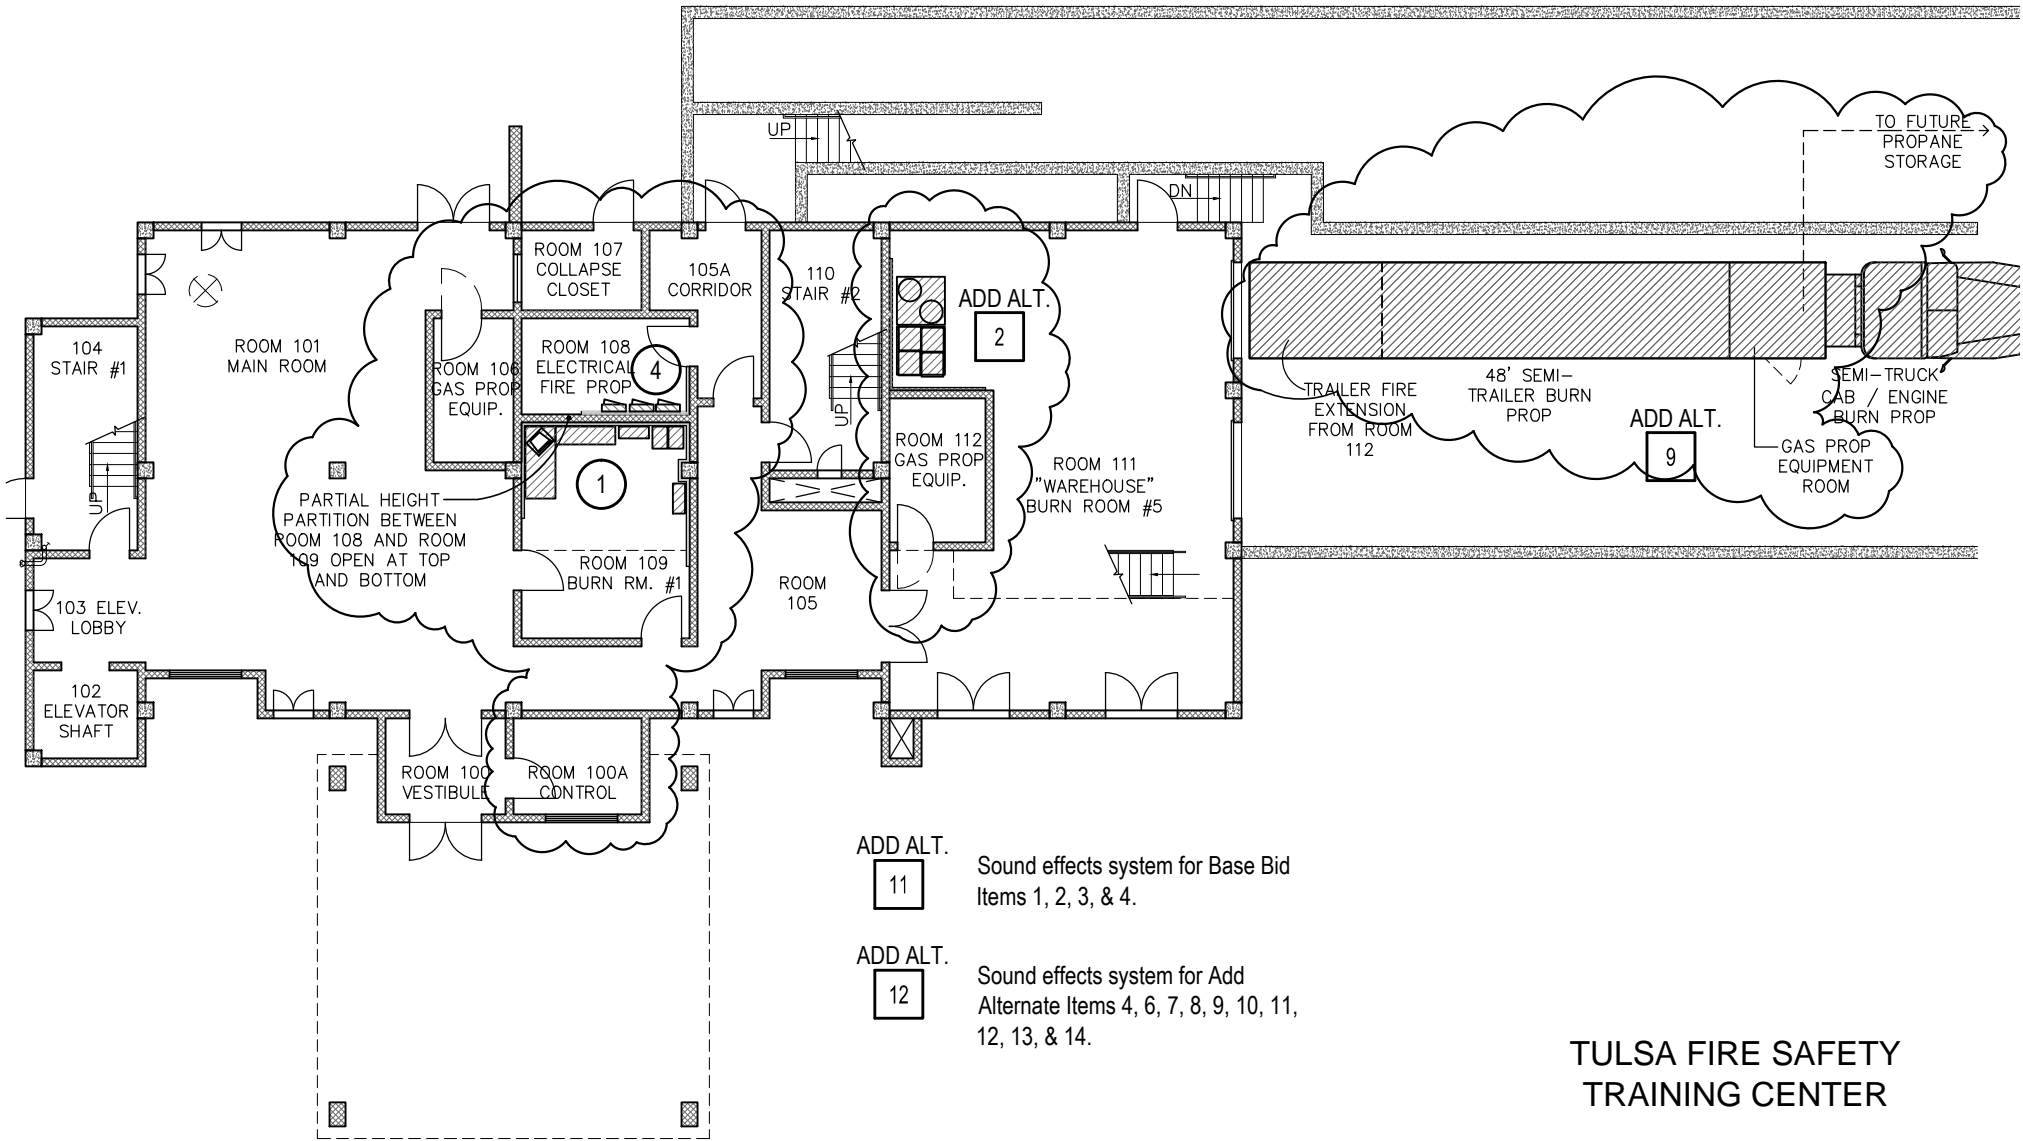 TO FUTURE
PROPANE
STORAGE
UP
DN
ROOM 107
COLLAPSE
CLOSET
105A
CORRIDOR
110
STAIR #2
ADD ALT.
2
104
STAIR #1
ROOM 101
MAIN ROOM
ROOM 106
GAS PROP
EQUIP.
ROOM 108
ELECTRICAL
FIRE PROP
4
UP
TRAILER FIRE
EXTENSION
FROM ROOM
112
48' SEMI-
TRAILER BURN
PROP
SEMI-TRUCK
CAB / ENGINE
BURN PROP
ADD ALT.
9
GAS PROP
EQUIPMENT
ROOM
ROOM 112
GAS PROP
EQUIP.
ROOM 111
"WAREHOUSE"
BURN ROOM #5
1
UP
PARTIAL HEIGHT
PARTITION BETWEEN
ROOM 108 AND ROOM
109 OPEN AT TOP
AND BOTTOM
ROOM 109
BURN RM. #1
ROOM
105
103 ELEV.
LOBBY
102
ELEVATOR
SHAFT
ROOM 100
VESTIBULE
ROOM 100A
CONTROL
ADD ALT.
11
Sound effects system for Base Bid
Items 1, 2, 3, & 4.
ADD ALT.
12
Sound effects system for Add
Alternate Items 4, 6, 7, 8, 9, 10, 11,
12, 13, & 14.
TULSA FIRE SAFETY
TRAINING CENTER